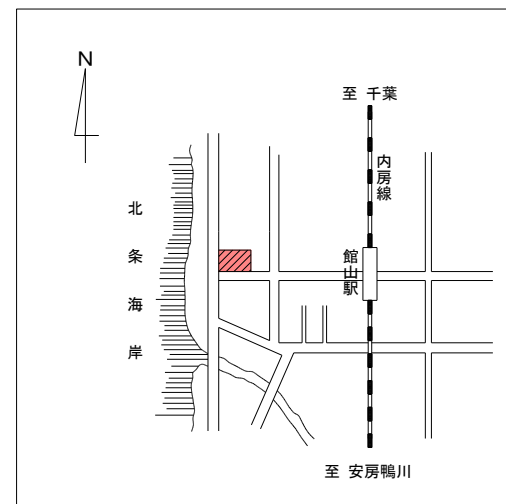 N
至 千葉
内房線
館山駅
北条海岸
至 安房鴨川